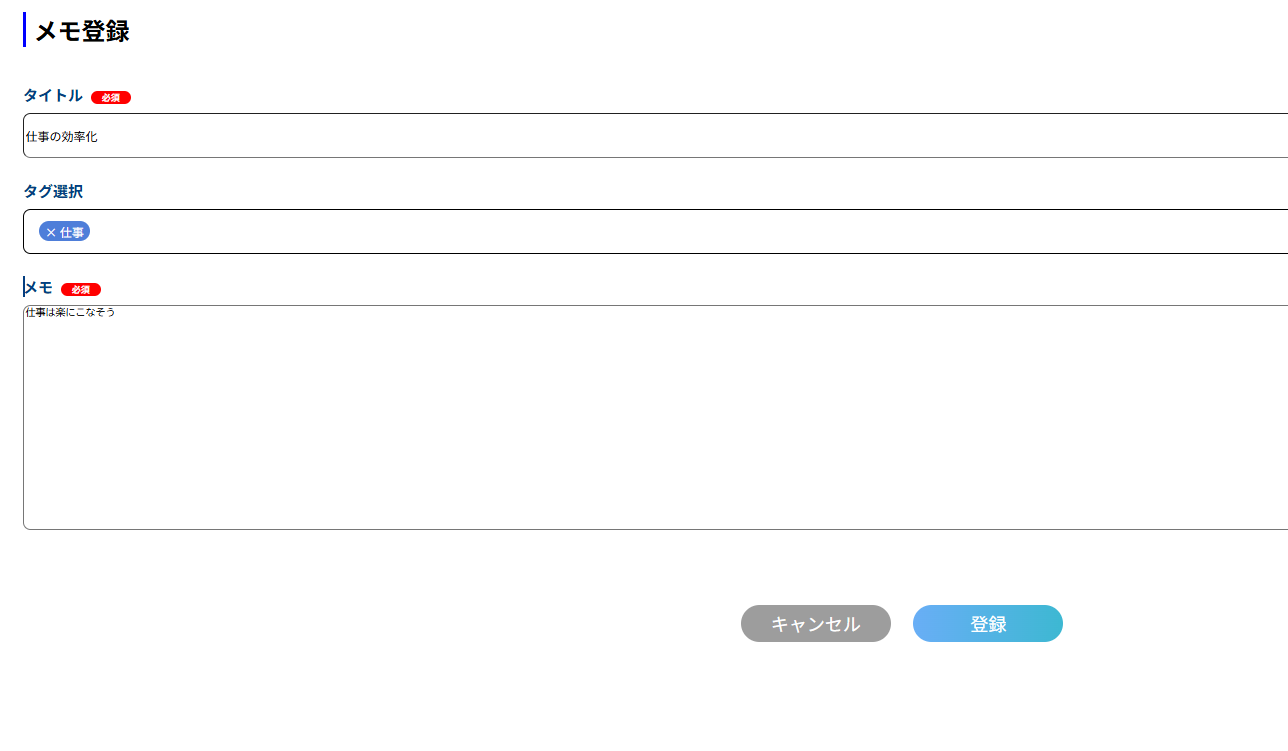 メモ登録
タイトル 必須
仕事の効率化
タグ選択
× 仕事
メモ 必須
仕事は楽にこなそう
キャンセル 登録